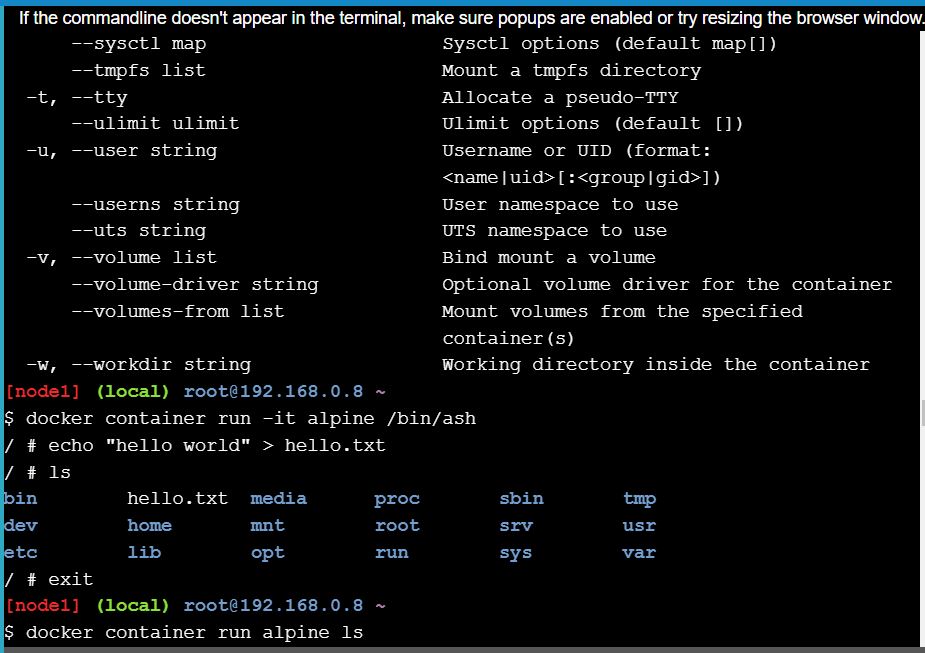 If the commandline doesn't appear in the terminal, make sure popups are enabled or try resizing the browser window.
--sysctl map Sysctl options (default map[])
--tmpfs list Mount a tmpfs directory
-t, --tty Allocate a pseudo-TTY
--ulimit ulimit Ulimit options (default [])
-u, --user string Username or UID (format:
<name|uid>[:<group|gid>])
--userns string User namespace to use
--uts string UTS namespace to use
-v, --volume list Bind mount a volume
--volume-driver string Optional volume driver for the container
--volumes-from list Mount volumes from the specified
container(s)
-w, --workdir string Working directory inside the container
[node1] (local) root@192.168.0.8 ~
$ docker container run -it alpine /bin/ash
/ # echo "hello world" > hello.txt
/ # ls
bin hello.txt media proc sbin tmp
dev home mnt root srv usr
etc lib opt run sys var
/ # exit
[node1] (local) root@192.168.0.8 ~
$ docker container run alpine ls